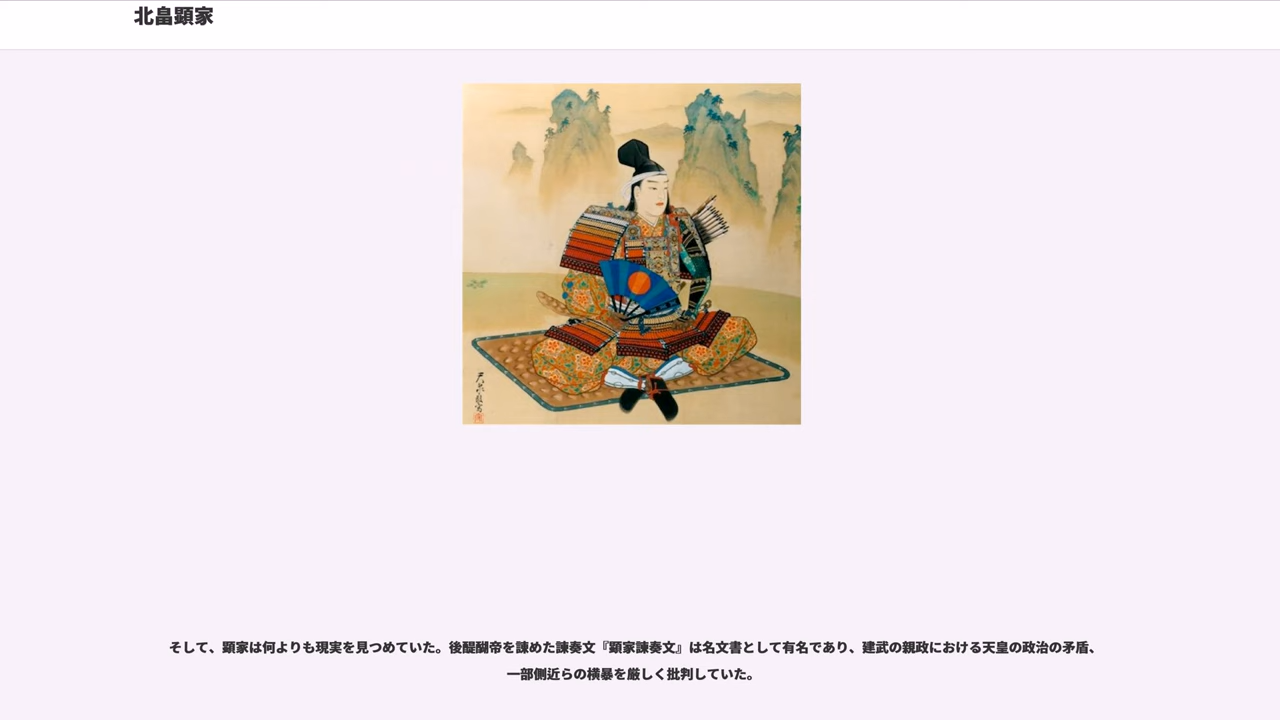 北畠顕家
そして、顕家は何よりも現実を見つめていた。後醍醐帝を諫めた諫奏文『顕家諫奏文』は名文書として有名であり、建武の親政における天皇の政治の矛盾、
一部側近らの横暴を厳しく批判していた。